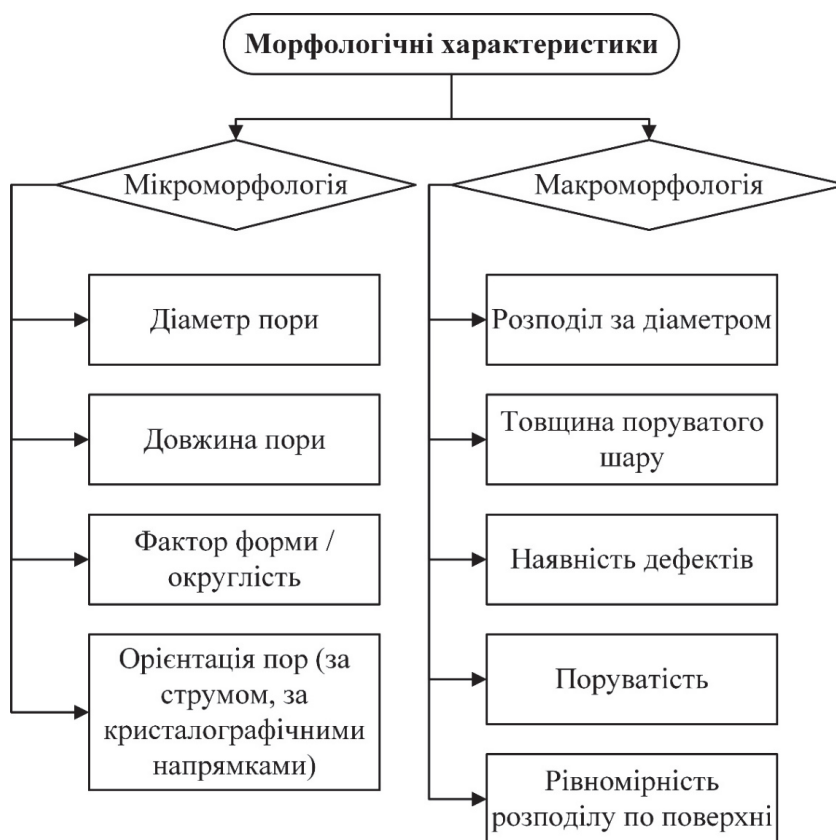 Морфологічні характеристики
Мікроморфологія
Макроморфологія
Діаметр пори
Довжина пори
Фактор форми /
округлість
Орієнтація пор (за
струмом, за
кристалографічними
напрямками)
Розподіл за діаметром
Товщина поруватого
шару
Наявність дефектів
Поруватість
Рівномірність
розподілу по поверхні